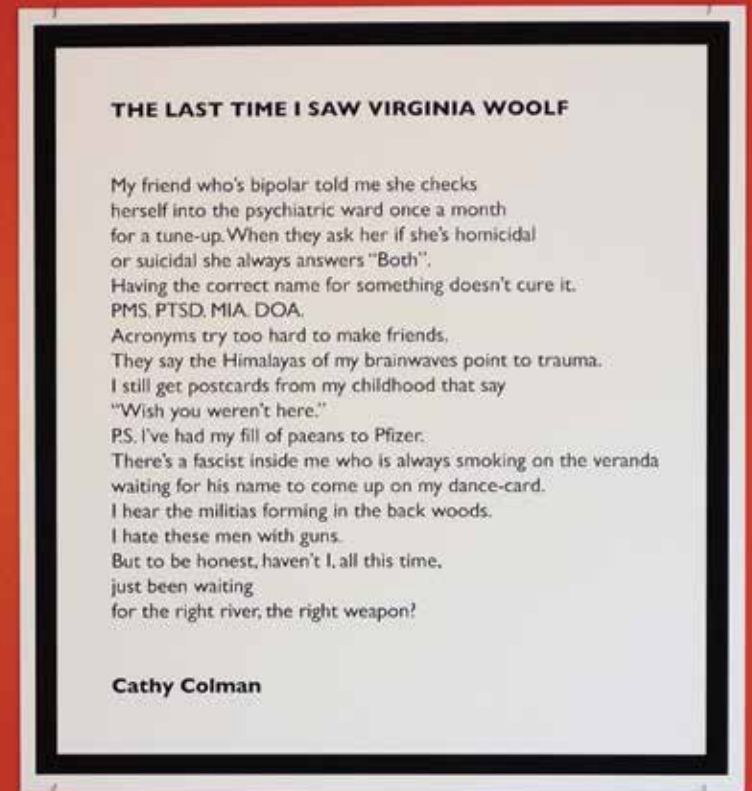 THE LAST TIME I SAW VIRGINIA WOOLF
My friend who's bipolar told me she checks
herself into the psychiatric ward once a month
for a tune-up. When they ask her if she's homicidal
or suicidal she always answers "Both".
Having the correct name for something doesn't cure it.
PMS. PTSD. MIA. DOA.
Acronyms try too hard to make friends.
They say the Himalayas of my brainwaves point to trauma.
I still get postcards from my childhood that say
"Wish you weren't here."
P.S. I've had my fill of paeans to Pfizer.
There's a fascist inside me who is always smoking on the veranda
waiting for his name to come up on my dance-card.
I hear the militias forming in the back woods.
I hate these men with guns.
But to be honest, haven't I, all this time,
just been waiting
for the right river, the right weapon?
Cathy Colman